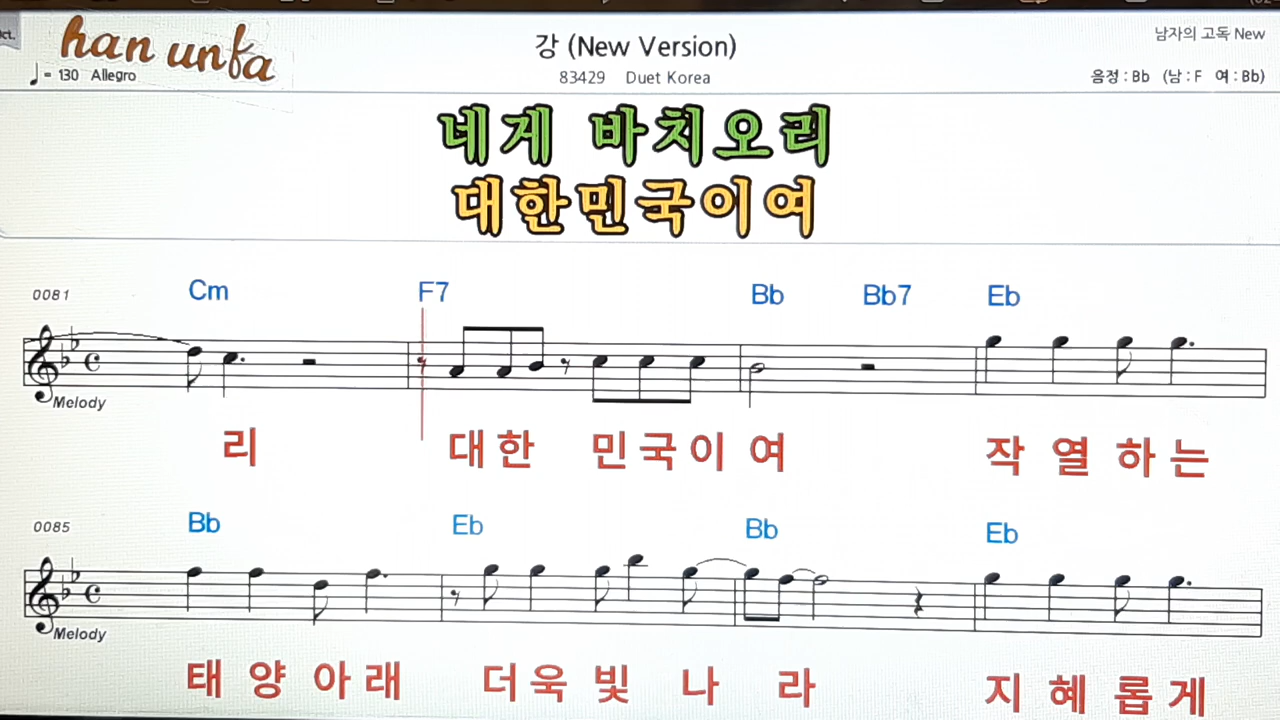 han unfa
강 (New Version)
남자의 고독 New
♩= 130 Allegro
83429 Duet Korea
음정 : Bb (남 : F 여 : Bb)
네게 바치오리
대한민국이여
0081 Cm F7 Bb Bb7 Eb
Melody
리 대한 민국이 여 작 열 하 는
0085 Bb Eb Bb Eb
Melody
태 양 아 래 더 욱 빛 나 라 지 혜 롭 게